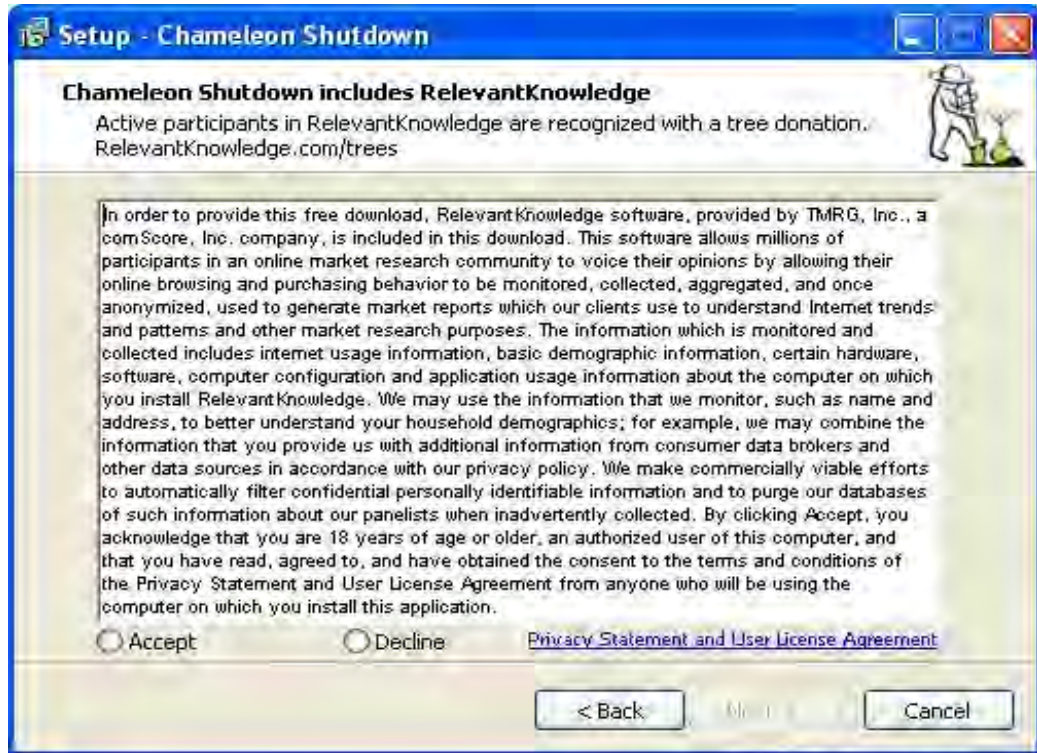 Setup - Chameleon Shutdown
Chameleon Shutdown includes RelevantKnowledge
Active participants in RelevantKnowledge are recognized with a tree donation.
RelevantKnowledge.com/trees
In order to provide this free download, RelevantKnowledge software, provided by TMRG, Inc., a
comScore, Inc. company, is included in this download. This software allows millions of
participants in an online market research community to voice their opinions by allowing their
online browsing and purchasing behavior to be monitored, collected, aggregated, and once
anonymized, used to generate market reports which our clients use to understand Internet trends
and patterns and other market research purposes. The information which is monitored and
collected includes internet usage information, basic demographic information, certain hardware,
software, computer configuration and application usage information about the computer on which
you install RelevantKnowledge. We may use the information that we monitor, such as name and
address, to better understand your household demographics; for example, we may combine the
information that you provide us with additional information from consumer data brokers and
other data sources in accordance with our privacy policy. We make commercially viable efforts
to automatically filter confidential personally identifiable information and to purge our databases
of such information about our panelists when inadvertently collected. By clicking Accept, you
acknowledge that you are 18 years of age or older, an authorized user of this computer, and
that you have read, agreed to, and have obtained the consent to the terms and conditions of
the Privacy Statement and User License Agreement from anyone who will be using the
computer on which you install this application.
Accept Decline Privacy Statement and User License Agreement
< Back Cancel